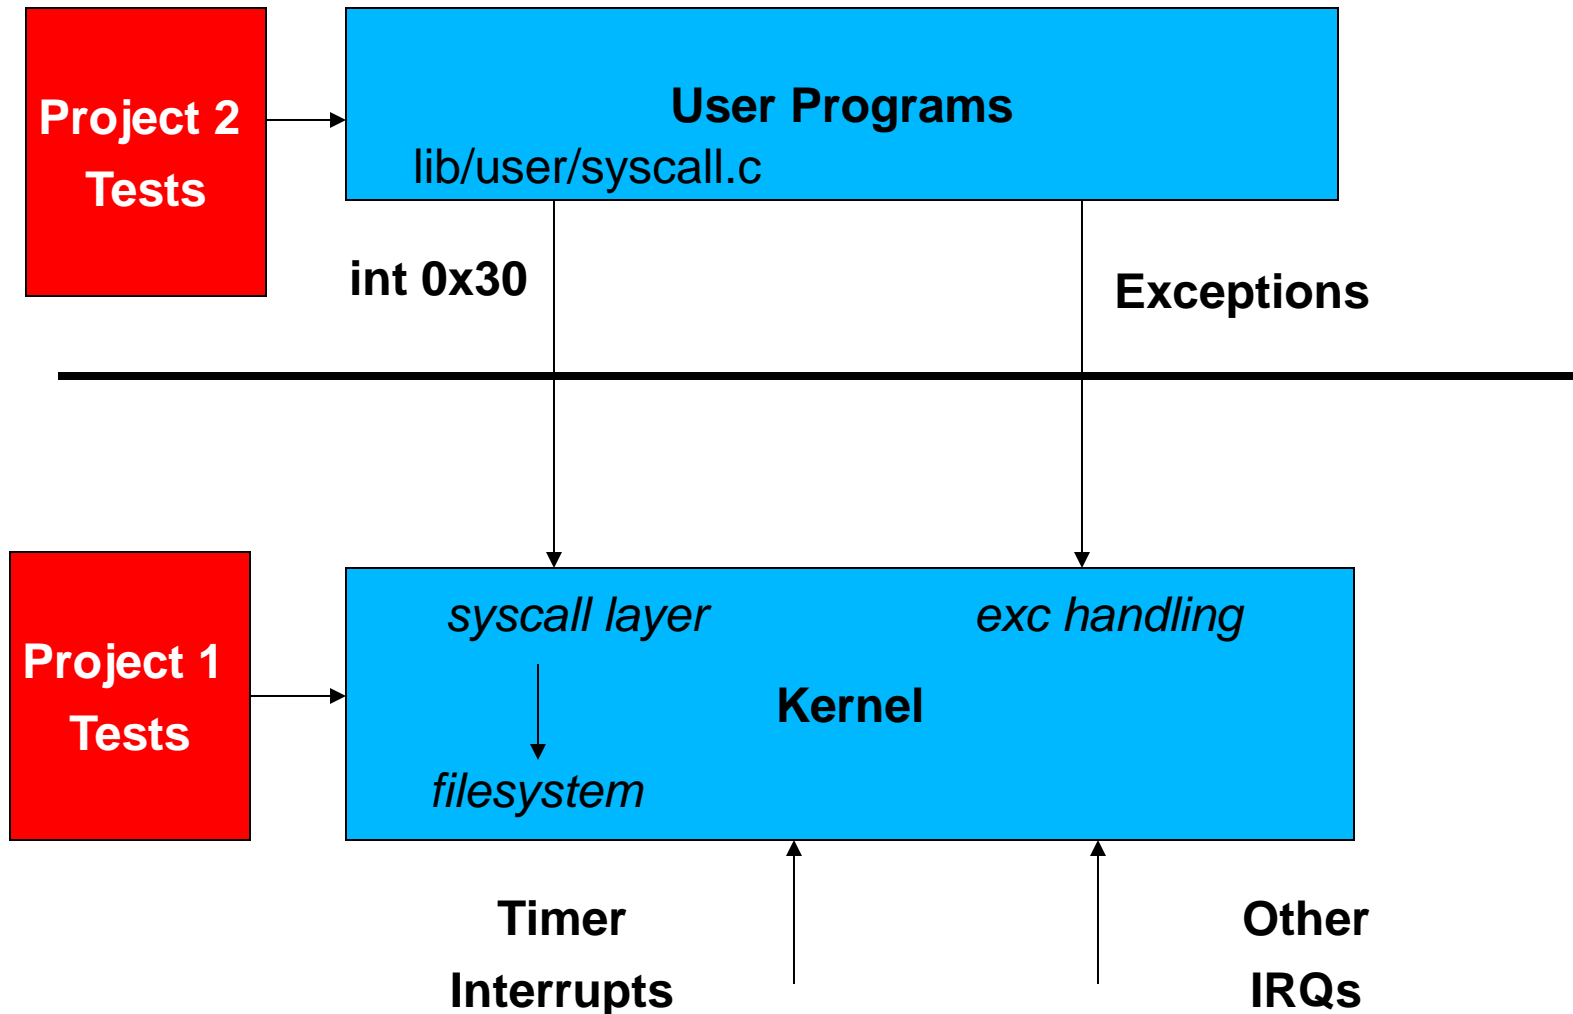 Project 2
Tests
User Programs
lib/user/syscall.c
int 0x30
Exceptions
Project 1
Tests
syscall layer
exc handling
Kernel
filesystem
Timer
Interrupts
Other
IRQs